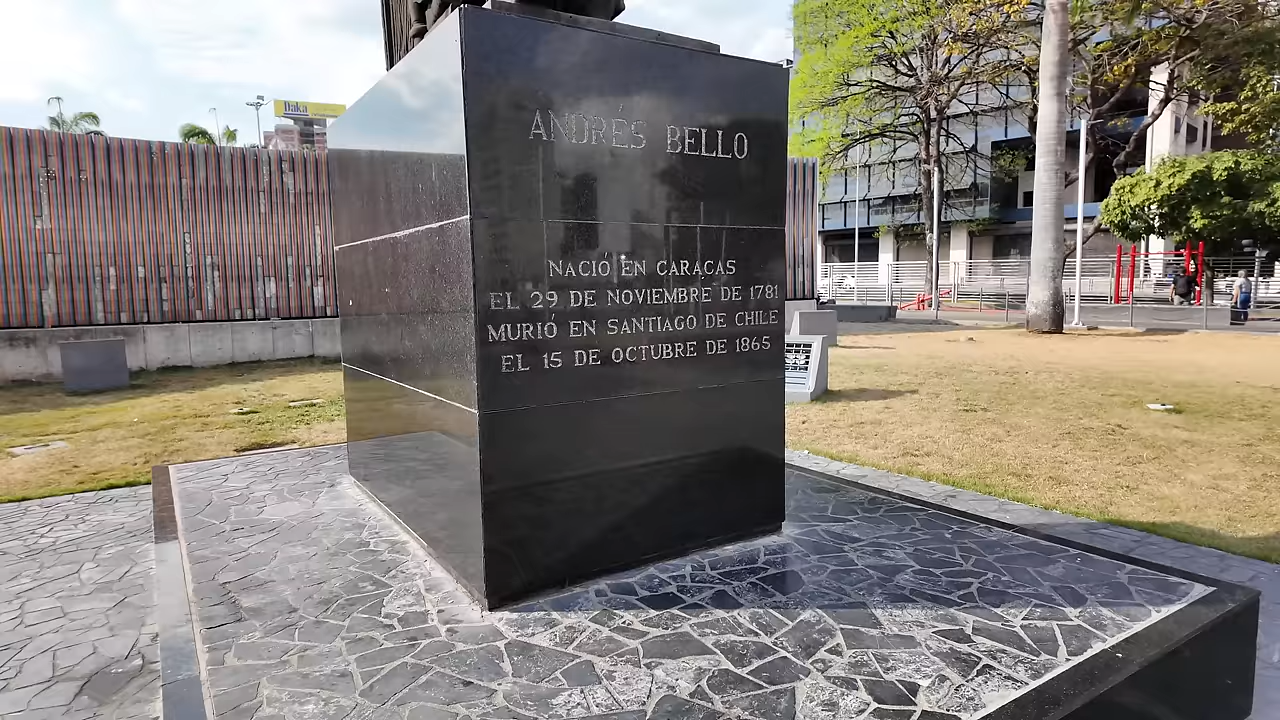 Daka
ANDRÉS BELLO
NACIÓ EN CARACAS
EL 29 DE NOVIEMBRE DE 1781
MURIÓ EN SANTIAGO DE CHILE
EL 15 DE OCTUBRE DE 1865